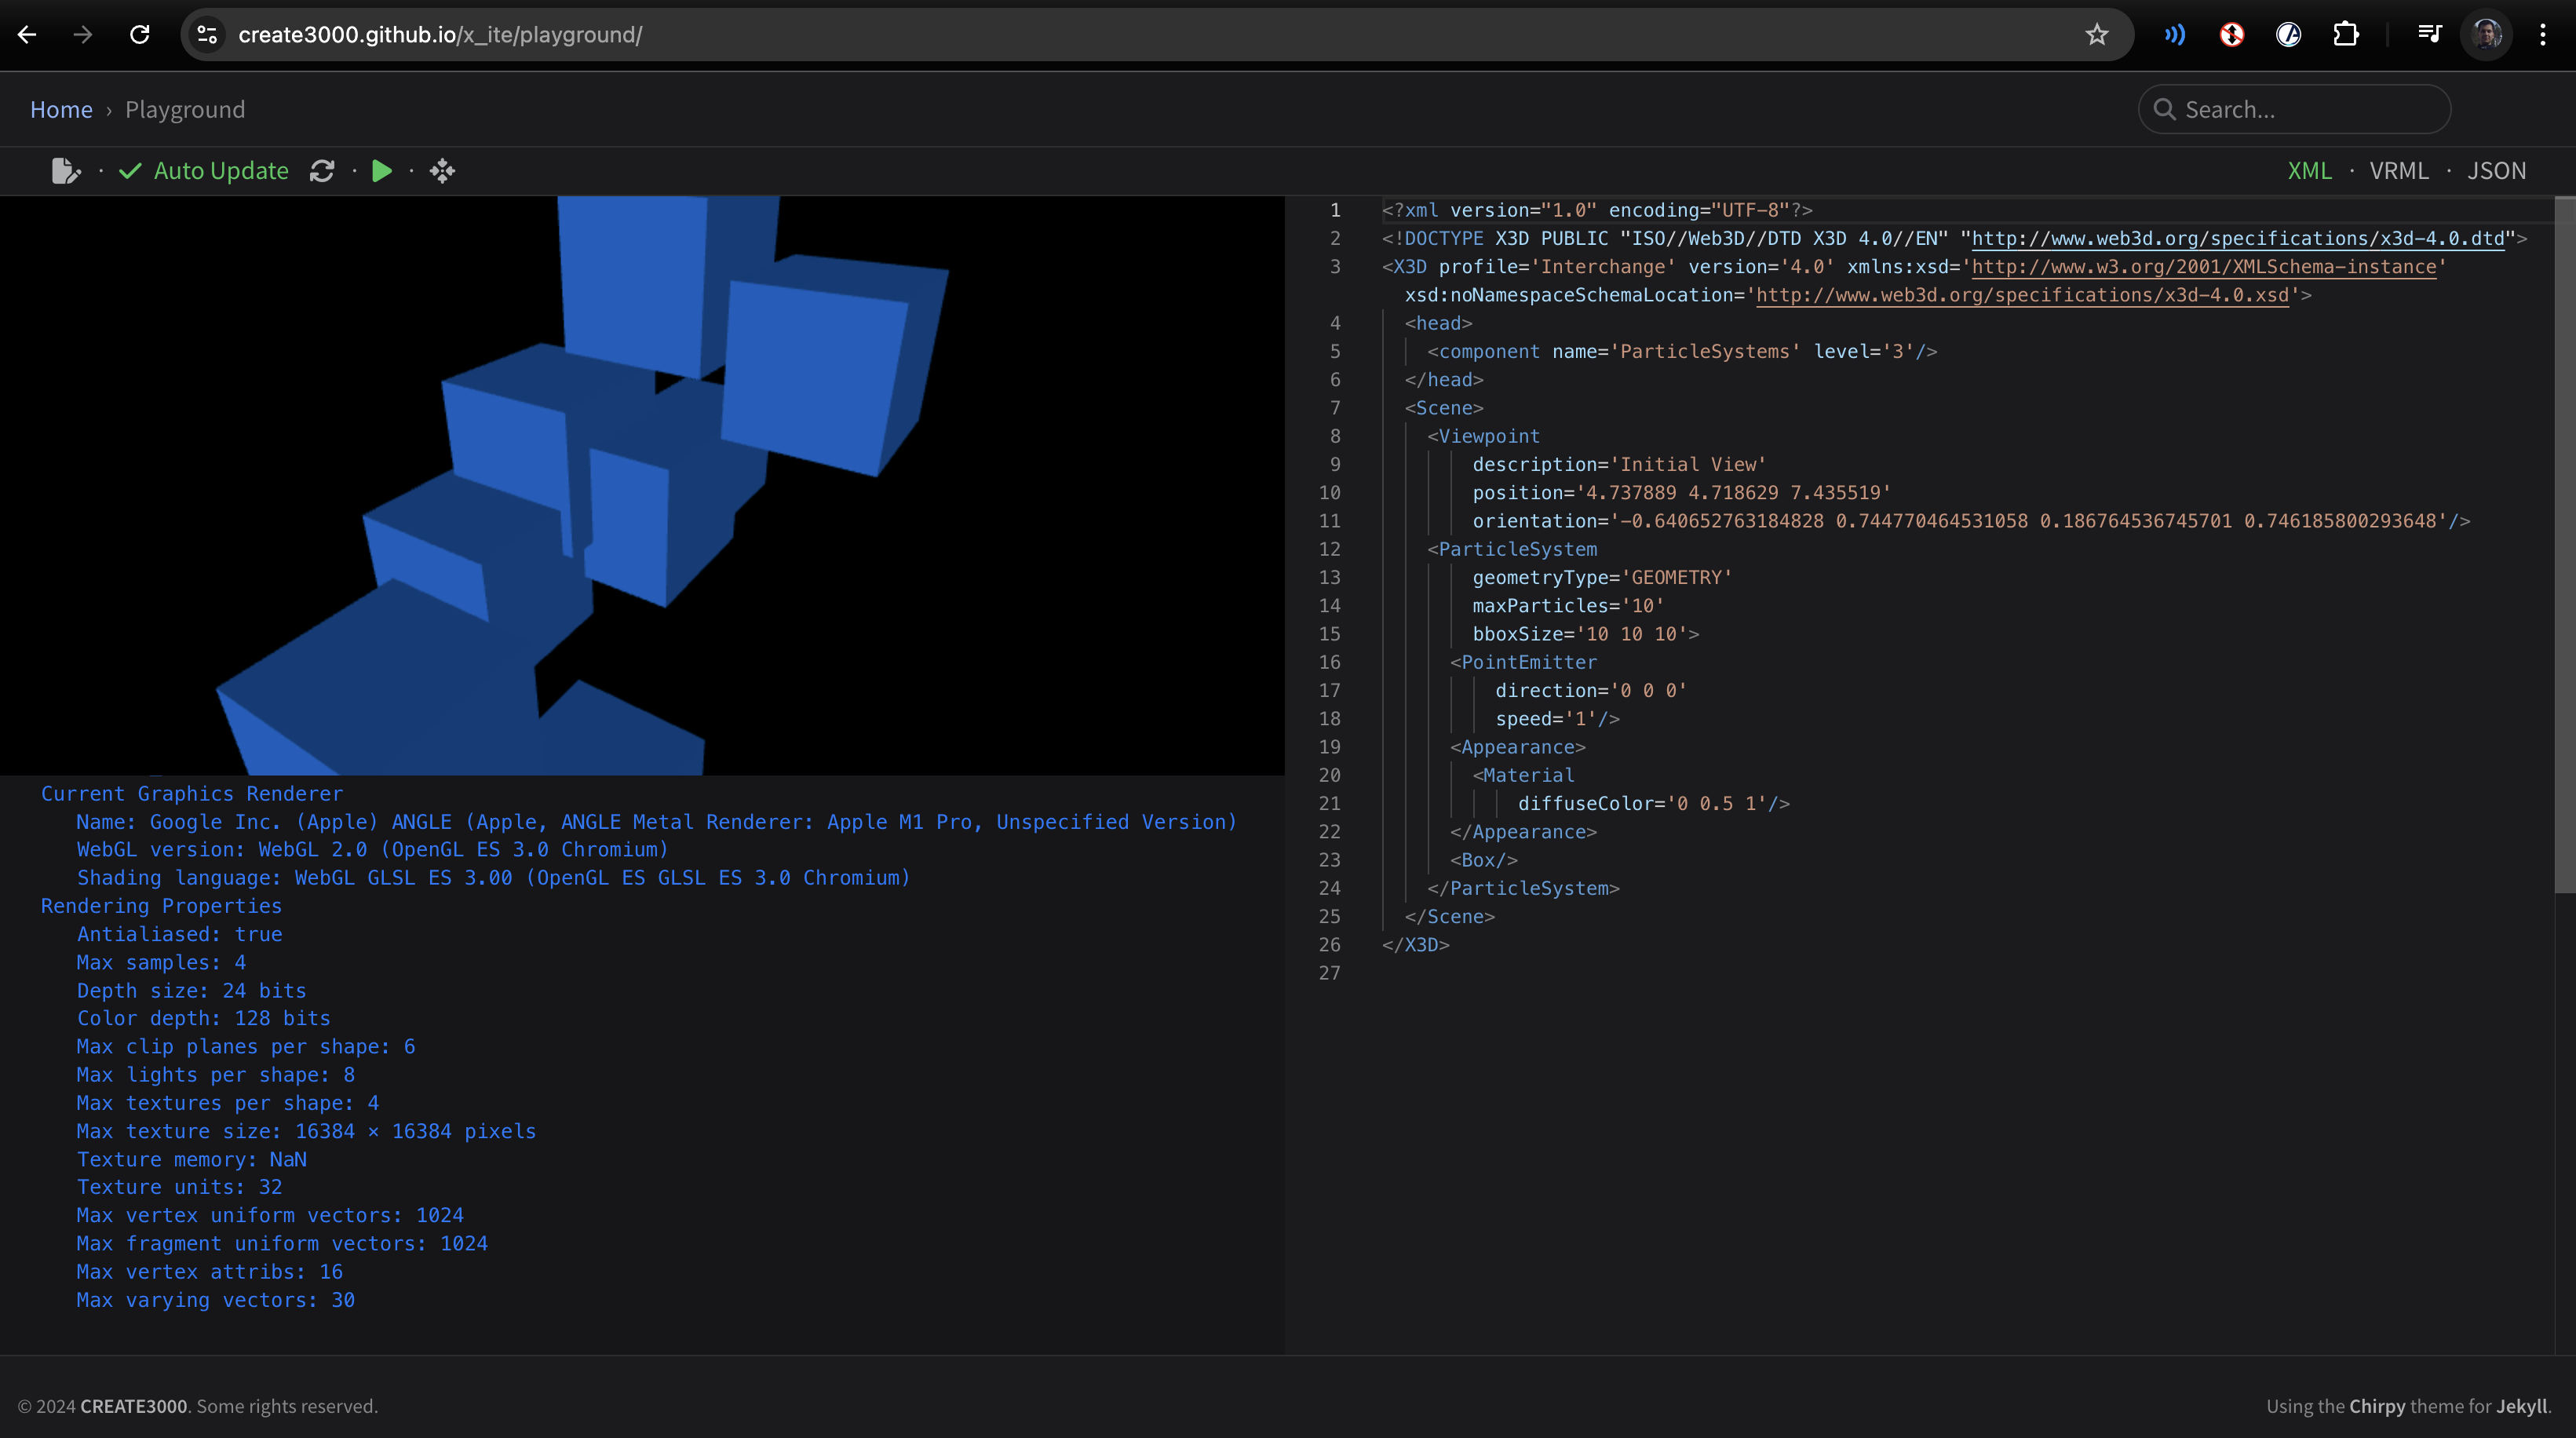 create3000.github.io/x_ite/playground/
Home › Playground
Search...
· Auto Update · ·
XML · VRML · JSON
1 <?xml version="1.0" encoding="UTF-8"?>
2 <!DOCTYPE X3D PUBLIC "ISO//Web3D//DTD X3D 4.0//EN" "http://www.web3d.org/specifications/x3d-4.0.dtd">
3 <X3D profile='Interchange' version='4.0' xmlns:xsd='http://www.w3.org/2001/XMLSchema-instance'
xsd:noNamespaceSchemaLocation='http://www.web3d.org/specifications/x3d-4.0.xsd'>
4 <head>
5 <component name='ParticleSystems' level='3'/>
6 </head>
7 <Scene>
8 <Viewpoint
9 description='Initial View'
10 position='4.737889 4.718629 7.435519'
11 orientation='-0.640652763184828 0.744770464531058 0.186764536745701 0.746185800293648'/>
12 <ParticleSystem
13 geometryType='GEOMETRY'
14 maxParticles='10'
15 bboxSize='10 10 10'>
16 <PointEmitter
17 direction='0 0 0'
18 speed='1'/>
19 <Appearance>
20 <Material
21 diffuseColor='0 0.5 1'/>
22 </Appearance>
23 <Box/>
24 </ParticleSystem>
25 </Scene>
26 </X3D>
27
Current Graphics Renderer
Name: Google Inc. (Apple) ANGLE (Apple, ANGLE Metal Renderer: Apple M1 Pro, Unspecified Version)
WebGL version: WebGL 2.0 (OpenGL ES 3.0 Chromium)
Shading language: WebGL GLSL ES 3.00 (OpenGL ES GLSL ES 3.0 Chromium)
Rendering Properties
Antialiased: true
Max samples: 4
Depth size: 24 bits
Color depth: 128 bits
Max clip planes per shape: 6
Max lights per shape: 8
Max textures per shape: 4
Max texture size: 16384 × 16384 pixels
Texture memory: NaN
Texture units: 32
Max vertex uniform vectors: 1024
Max fragment uniform vectors: 1024
Max vertex attribs: 16
Max varying vectors: 30
© 2024 CREATE3000. Some rights reserved.
Using the Chirpy theme for Jekyll.